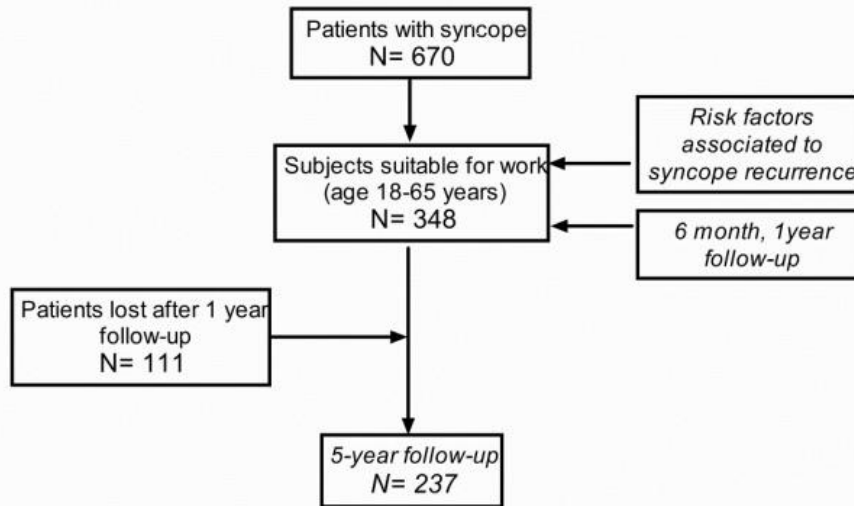 Patients with syncope
N= 670
Subjects suitable for work
(age 18-65 years)
N= 348
Risk factors
associated to
syncope recurrence
6 month, 1year
follow-up
Patients lost after 1 year
follow-up
N= 111
5-year follow-up
N= 237